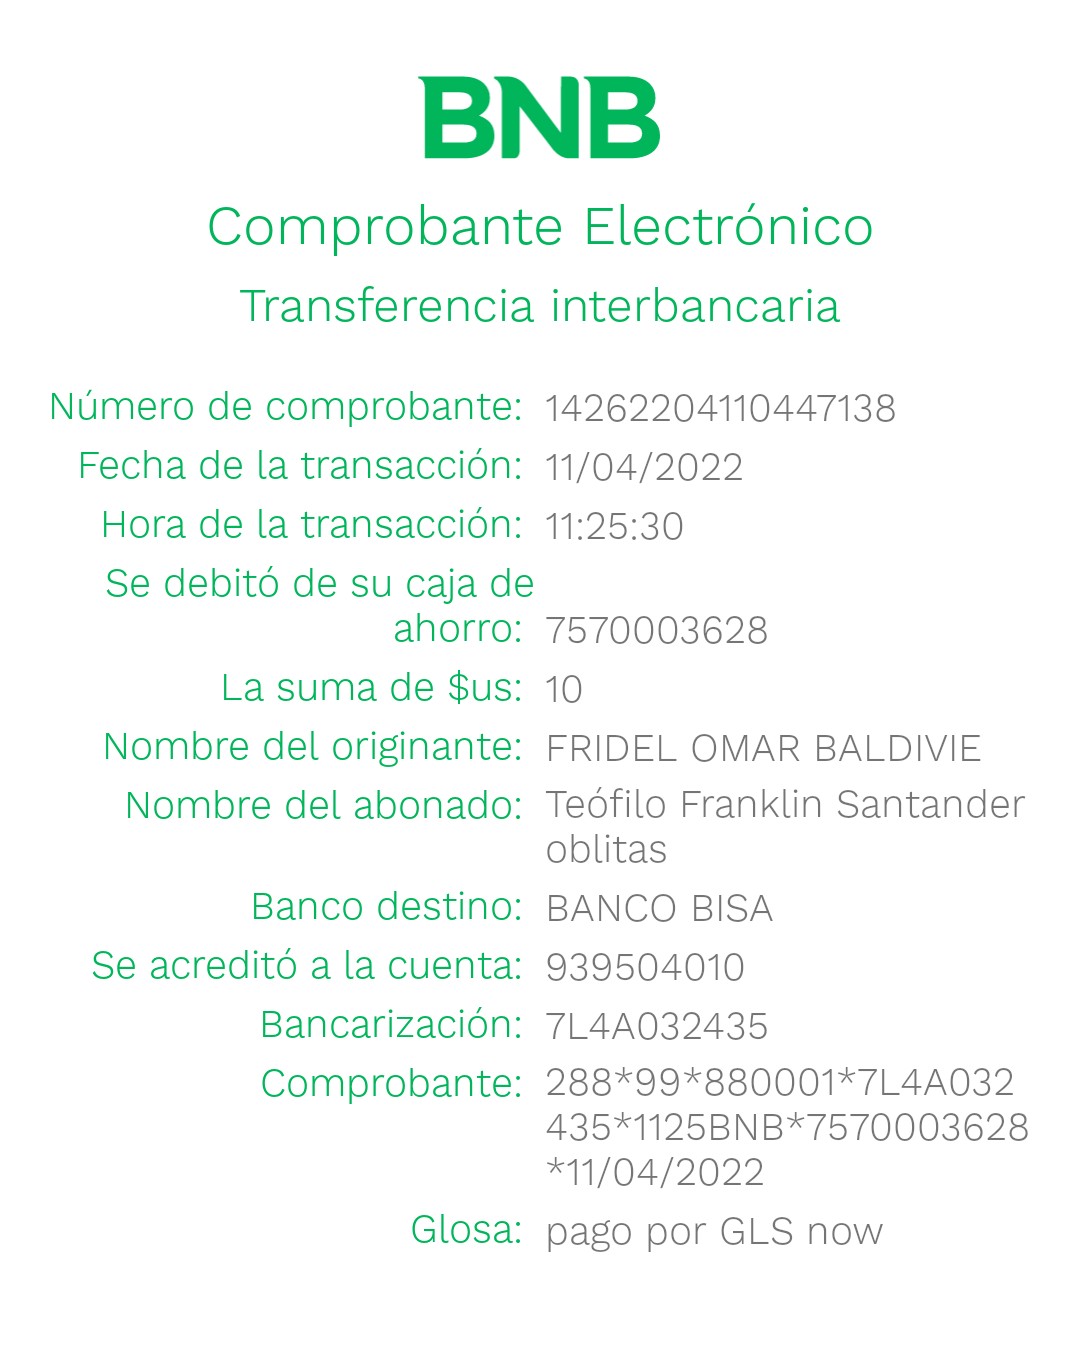 BNB
Comprobante Electrónico
Transferencia interbancaria
Número de comprobante: 14262204110447138
Fecha de la transacción: 11/04/2022
Hora de la transacción: 11:25:30
Se debitó de su caja de
ahorro: 7570003628
La suma de $us: 10
Nombre del originante: FRIDEL OMAR BALDIVIE
Nombre del abonado: Teófilo Franklin Santander
oblitas
Banco destino: BANCO BISA
Se acreditó a la cuenta: 939504010
Bancarización: 7L4A032435
Comprobante: 288*99*880001*7L4A032
435*1125BNB*7570003628
*11/04/2022
Glosa: pago por GLS now